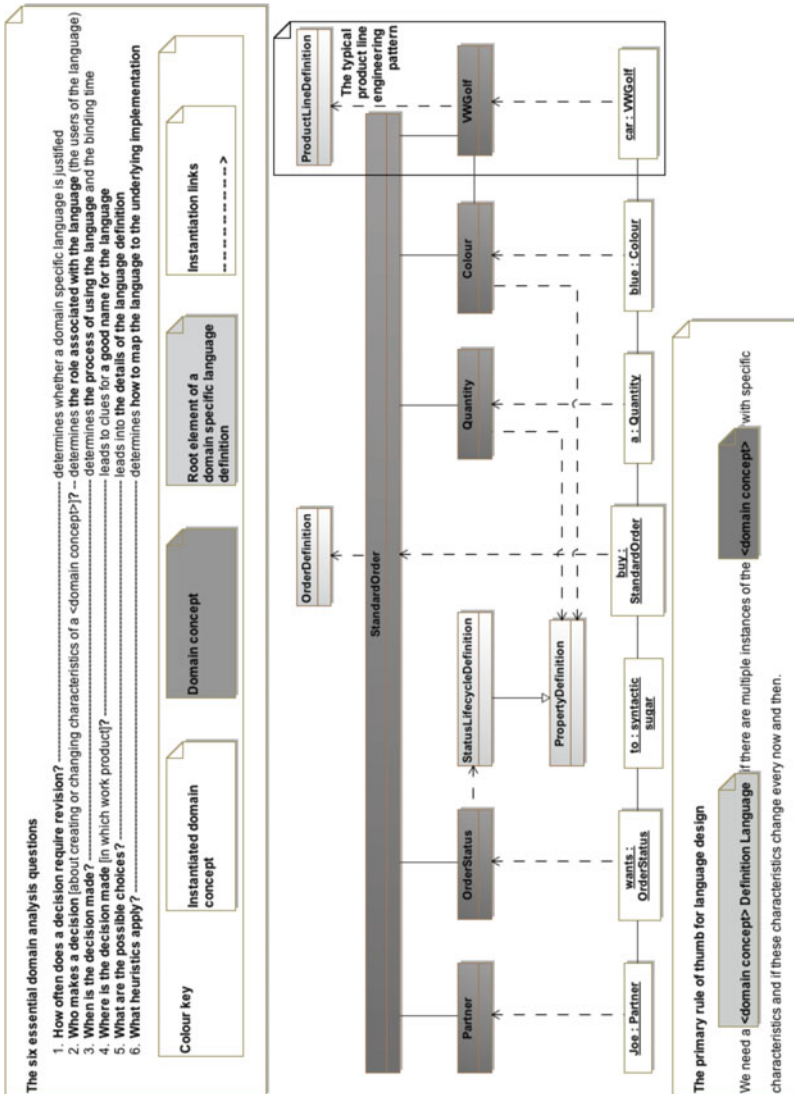 The six essential domain analysis questions
1. How often does a decision require revision? ---------- determines whether a domain specific language is justified
2. Who makes a decision [about creating or changing characteristics of a <domain concept>]? -- determines the role associated with the language (the users of the language)
3. When is the decision made? ---------- determines the process of using the language and the binding time
4. Where is the decision made [in which work product]? ---------- leads to clues for a good name for the language
5. What are the possible choices? ---------- leads into the details of the language definition
6. What heuristics apply? ---------- determines how to map the language to the underlying implementation
Colour key
Instantiated domain
concept
Domain concept
Root element of a
domain specific language
definition
Instantiation links
- - - - - - - - - - - - >
OrderDefinition
ProductLineDefinition
The typical
product line
engineering
pattern
StandardOrder
Partner
OrderStatus
StatusLifecycleDefinition
PropertyDefinition
Quantity
Colour
VWGolf
Joe : Partner
wants :
OrderStatus
to : syntactic
sugar
buy :
StandardOrder
a : Quantity
blue : Colour
car : VWGolf
The primary rule of thumb for language design
We need a <domain concept> Definition Language if there are multiple instances of the <domain concept> with specific
characteristics and if these characteristics change every now and then.